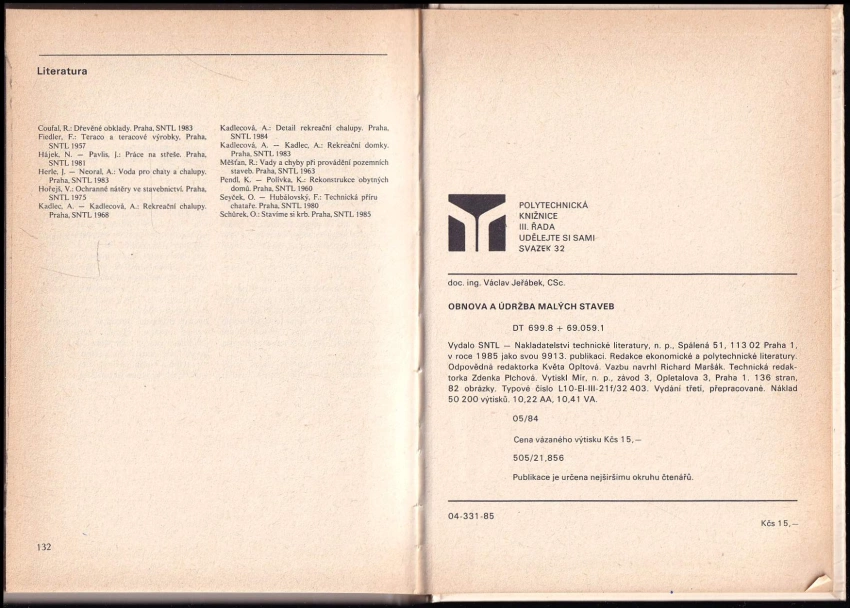 Literatura
Coufal, R.: Dřevěné obklady. Praha, SNTL 1983
Fiedler, F.: Teraco a teracové výrobky, Praha,
SNTL 1957
Hájek, N. — Pavlis, J.: Práce na střeše. Praha,
SNTL 1981
Herle, J. — Neoral, A.: Voda pro chaty a chalupy.
Praha, SNTL 1983
Hořejš, V.: Ochranné nátěry ve stavebnictví. Praha,
SNTL 1975
Kadlec, A. — Kadlecová, A.: Rekreační chalupy.
Praha, SNTL 1968
Kadlecová, A.: Detail rekreační chalupy. Praha,
SNTL 1984
Kadlecová, A. — Kadlec, A.: Rekreační domky.
Praha, SNTL 1983
Měšťan, R.: Vady a chyby při provádění pozemních
staveb. Praha, SNTL 1963
Pendl, K. — Polívka, K.: Rekonstrukce obytných
domů. Praha, SNTL 1960
Seyček, O. — Hubálovský, F.: Technická příru
chataře. Praha, SNTL 1980
Schürek, O.: Stavíme si krb. Praha, SNTL 1985
132
POLYTECHNICKÁ
KNIŽNICE
III. ŘADA
UDĚLEJTE SI SAMI
SVAZEK 32
doc. ing. Václav Jeřábek, CSc.
OBNOVA A ÚDRŽBA MALÝCH STAVEB
DT 699.8 + 69.059.1
Vydalo SNTL — Nakladatelství technické literatury, n. p., Spálená 51, 113 02 Praha 1,
v roce 1985 jako svou 9913. publikaci. Redakce ekonomické a polytechnické literatury.
Odpovědná redaktorka Květa Opltová. Vazbu navrhl Richard Maršák. Technická redak-
torka Zdenka Ptchová. Vytiskl Mír, n. p., závod 3, Opletalova 3, Praha 1. 136 stran,
82 obrázky. Typové číslo L10-EI-III-21f/32 403. Vydání třetí, přepracované. Náklad
50 200 výtisků. 10,22 AA, 10,41 VA.
05/84
Cena vázaného výtisku Kčs 15,—
505/21,856
Publikace je určena nejširšímu okruhu čtenářů.
04-331-85
Kčs 15,—